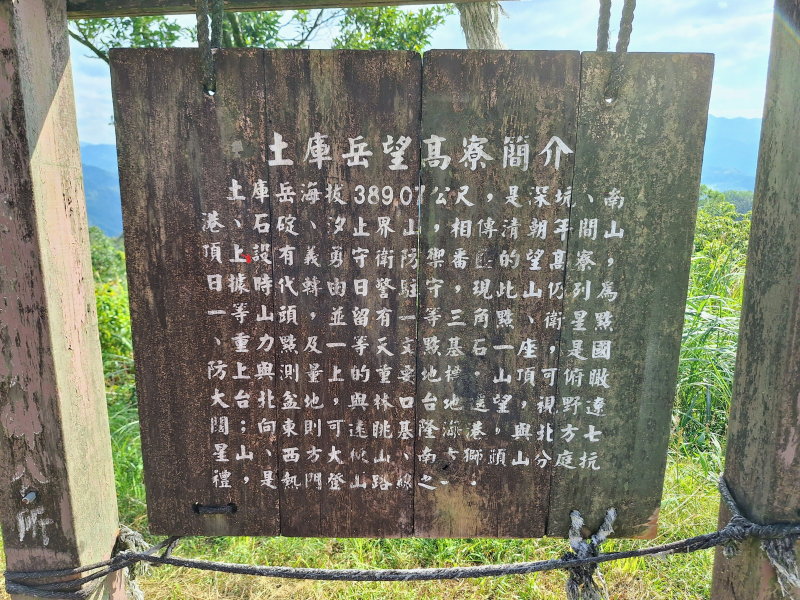 土庫岳望高寮簡介
土庫岳海拔389.07公尺，是深坑、南
港、石碇、汐止界山，相傳清朝年間山
頂上設有義勇守衛防禦番匪的望高寮，
日據時代轉由日警駐守，現此山仍列為
一等山頭，並留有一等三角點、衛星點
、重力點及一等天文點基石。座是國
防上與測量上的重要地標。山頂可俯瞰
大台北盆地與林口台地，遙望視野遼
闊；向東則可遠眺基隆海港，與北方七
星山、西方大 山、南 獅頭山分庭抗
禮，是熱門登山路線之一。